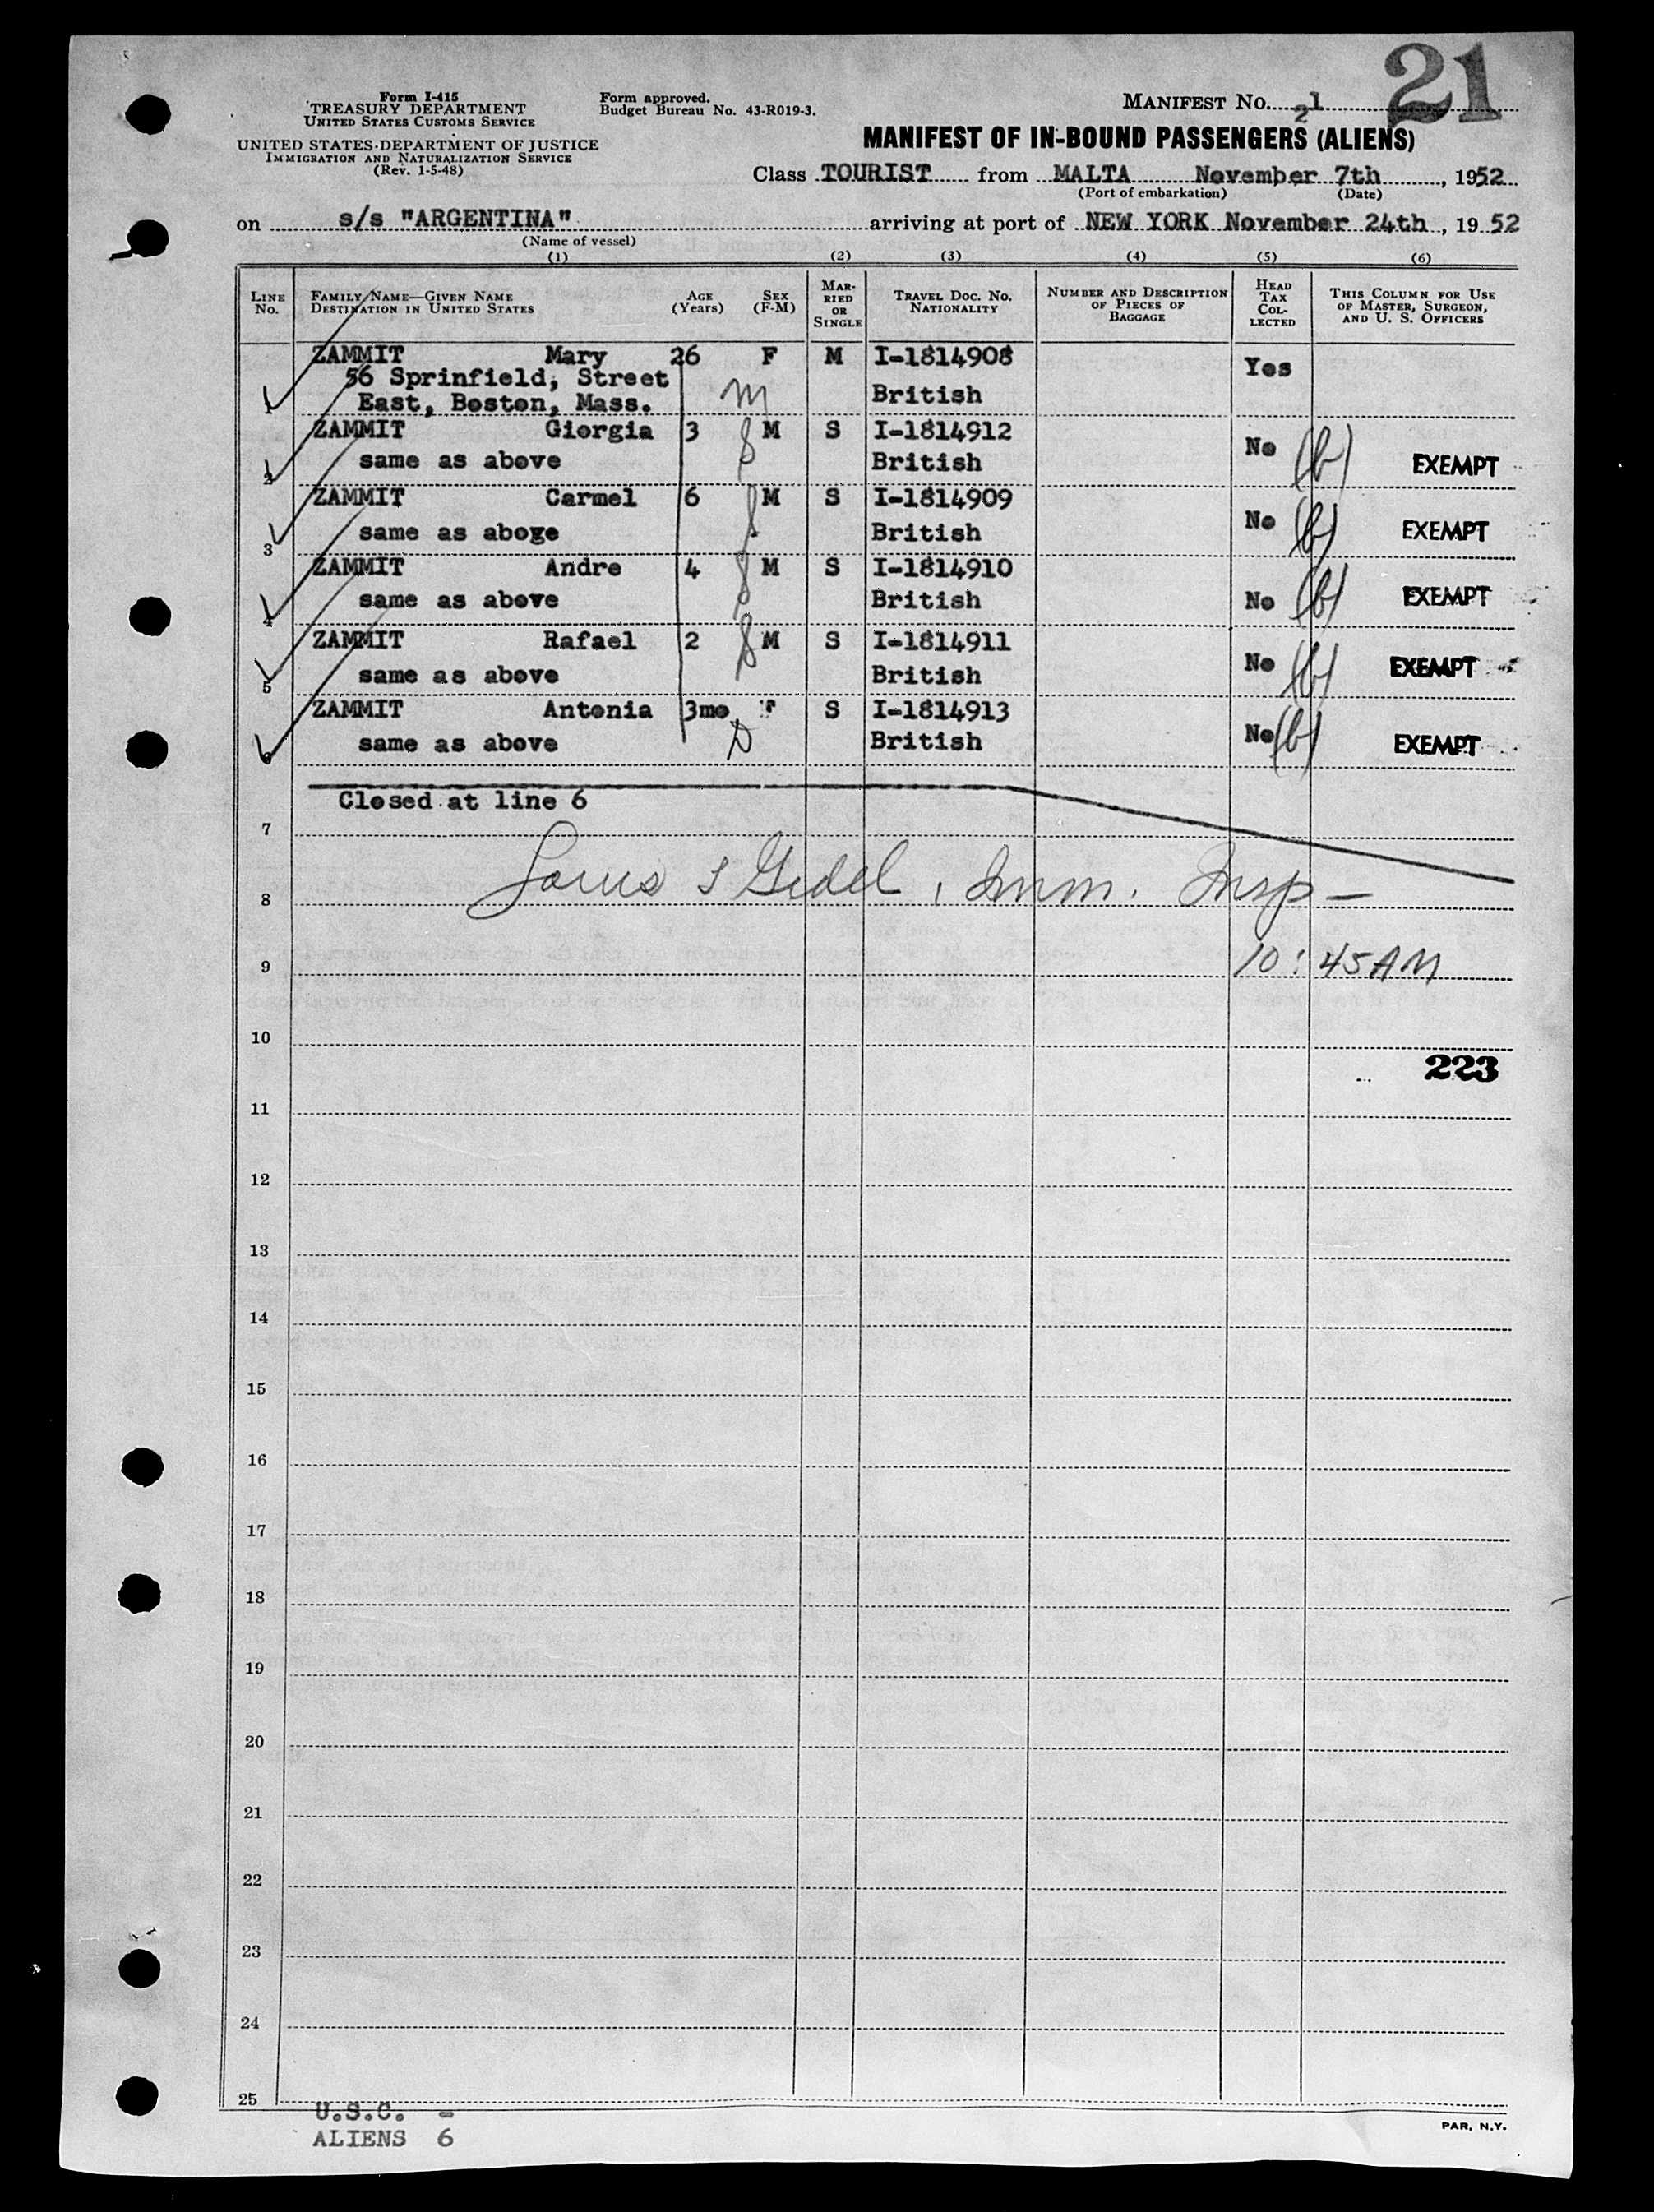 21
Form I-415
TREASURY DEPARTMENT
UNITED STATES CUSTOMS SERVICE
UNITED STATES DEPARTMENT OF JUSTICE
IMMIGRATION AND NATURALIZATION SERVICE
(Rev. 1-5-48)
Form approved.
Budget Bureau No. 43-R019-3.
MANIFEST No. 21
MANIFEST OF IN-BOUND PASSENGERS (ALIENS)
Class TOURIST from MALTA November 7th, 1952
(Port of embarkation) (Date)
on s/s "ARGENTINA" arriving at port of NEW YORK November 24th, 1952
(Name of vessel)
(1) (2) (3) (4) (5) (6)
LINE No. FAMILY NAME—GIVEN NAME DESTINATION IN UNITED STATES AGE (Years) SEX (F-M) MARRIED OR SINGLE TRAVEL DOC. NO. NATIONALITY NUMBER AND DESCRIPTION OF PIECES OF BAGGAGE HEAD TAX COLLECTED THIS COLUMN FOR USE OF MASTER, SURGEON, AND U. S. OFFICERS
1 ZAMMIT Mary 26 F M I-1814908 Yes
56 Sprinfield, Street
East, Boston, Mass. m British
2 ZAMMIT Giorgia 3 M S I-1814912 No (b) EXEMPT
same as above British
3 ZAMMIT Carmel 6 M S I-1814909 No (b) EXEMPT
same as aboge British
4 ZAMMIT Andre 4 M S I-1814910
same as above British No (b) EXEMPT
5 ZAMMIT Rafael 2 M S I-1814911 No (b) EXEMPT
same as above British
6 ZAMMIT Antonia 3mo F S I-1814913
same as above D British No (b) EXEMPT
Closed at line 6
7
8 Louis S Gidel, Imm. Insp —
9 10:45AM
10
223
11
12
13
14
15
16
17
18
19
20
21
22
23
24
25
U.S.C. -
ALIENS 6
PAR, N.Y.